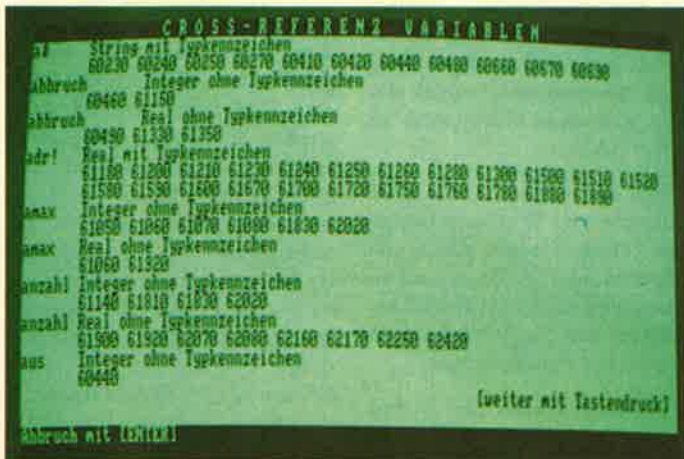 CROSS-REFERENZ VARIABLEN
String mit Typkennzeichen
60230 60240 60250 60270 60410 60420 60440 60480 60660 60670 60690
abbruch Integer ohne Typkennzeichen
60460 61150
abbruch Real ohne Typkennzeichen
60490 61330 61350
adr! Real mit Typkennzeichen
61180 61200 61210 61230 61240 61250 61260 61280 61300 61500 61510 61520
61580 61590 61600 61670 61700 61720 61750 61760 61780 61880 61890
amax Integer ohne Typkennzeichen
61050 61060 61070 61080 61830 62020
amax Real ohne Typkennzeichen
61060 61920
anzahl Integer ohne Typkennzeichen
61140 61810 61830 62020
anzahl Real ohne Typkennzeichen
61900 61920 62070 62080 62160 62170 62250 62420
aus Integer ohne Typkennzeichen
60440
[weiter mit Tastendruck]
Abbruch mit [ENTER]